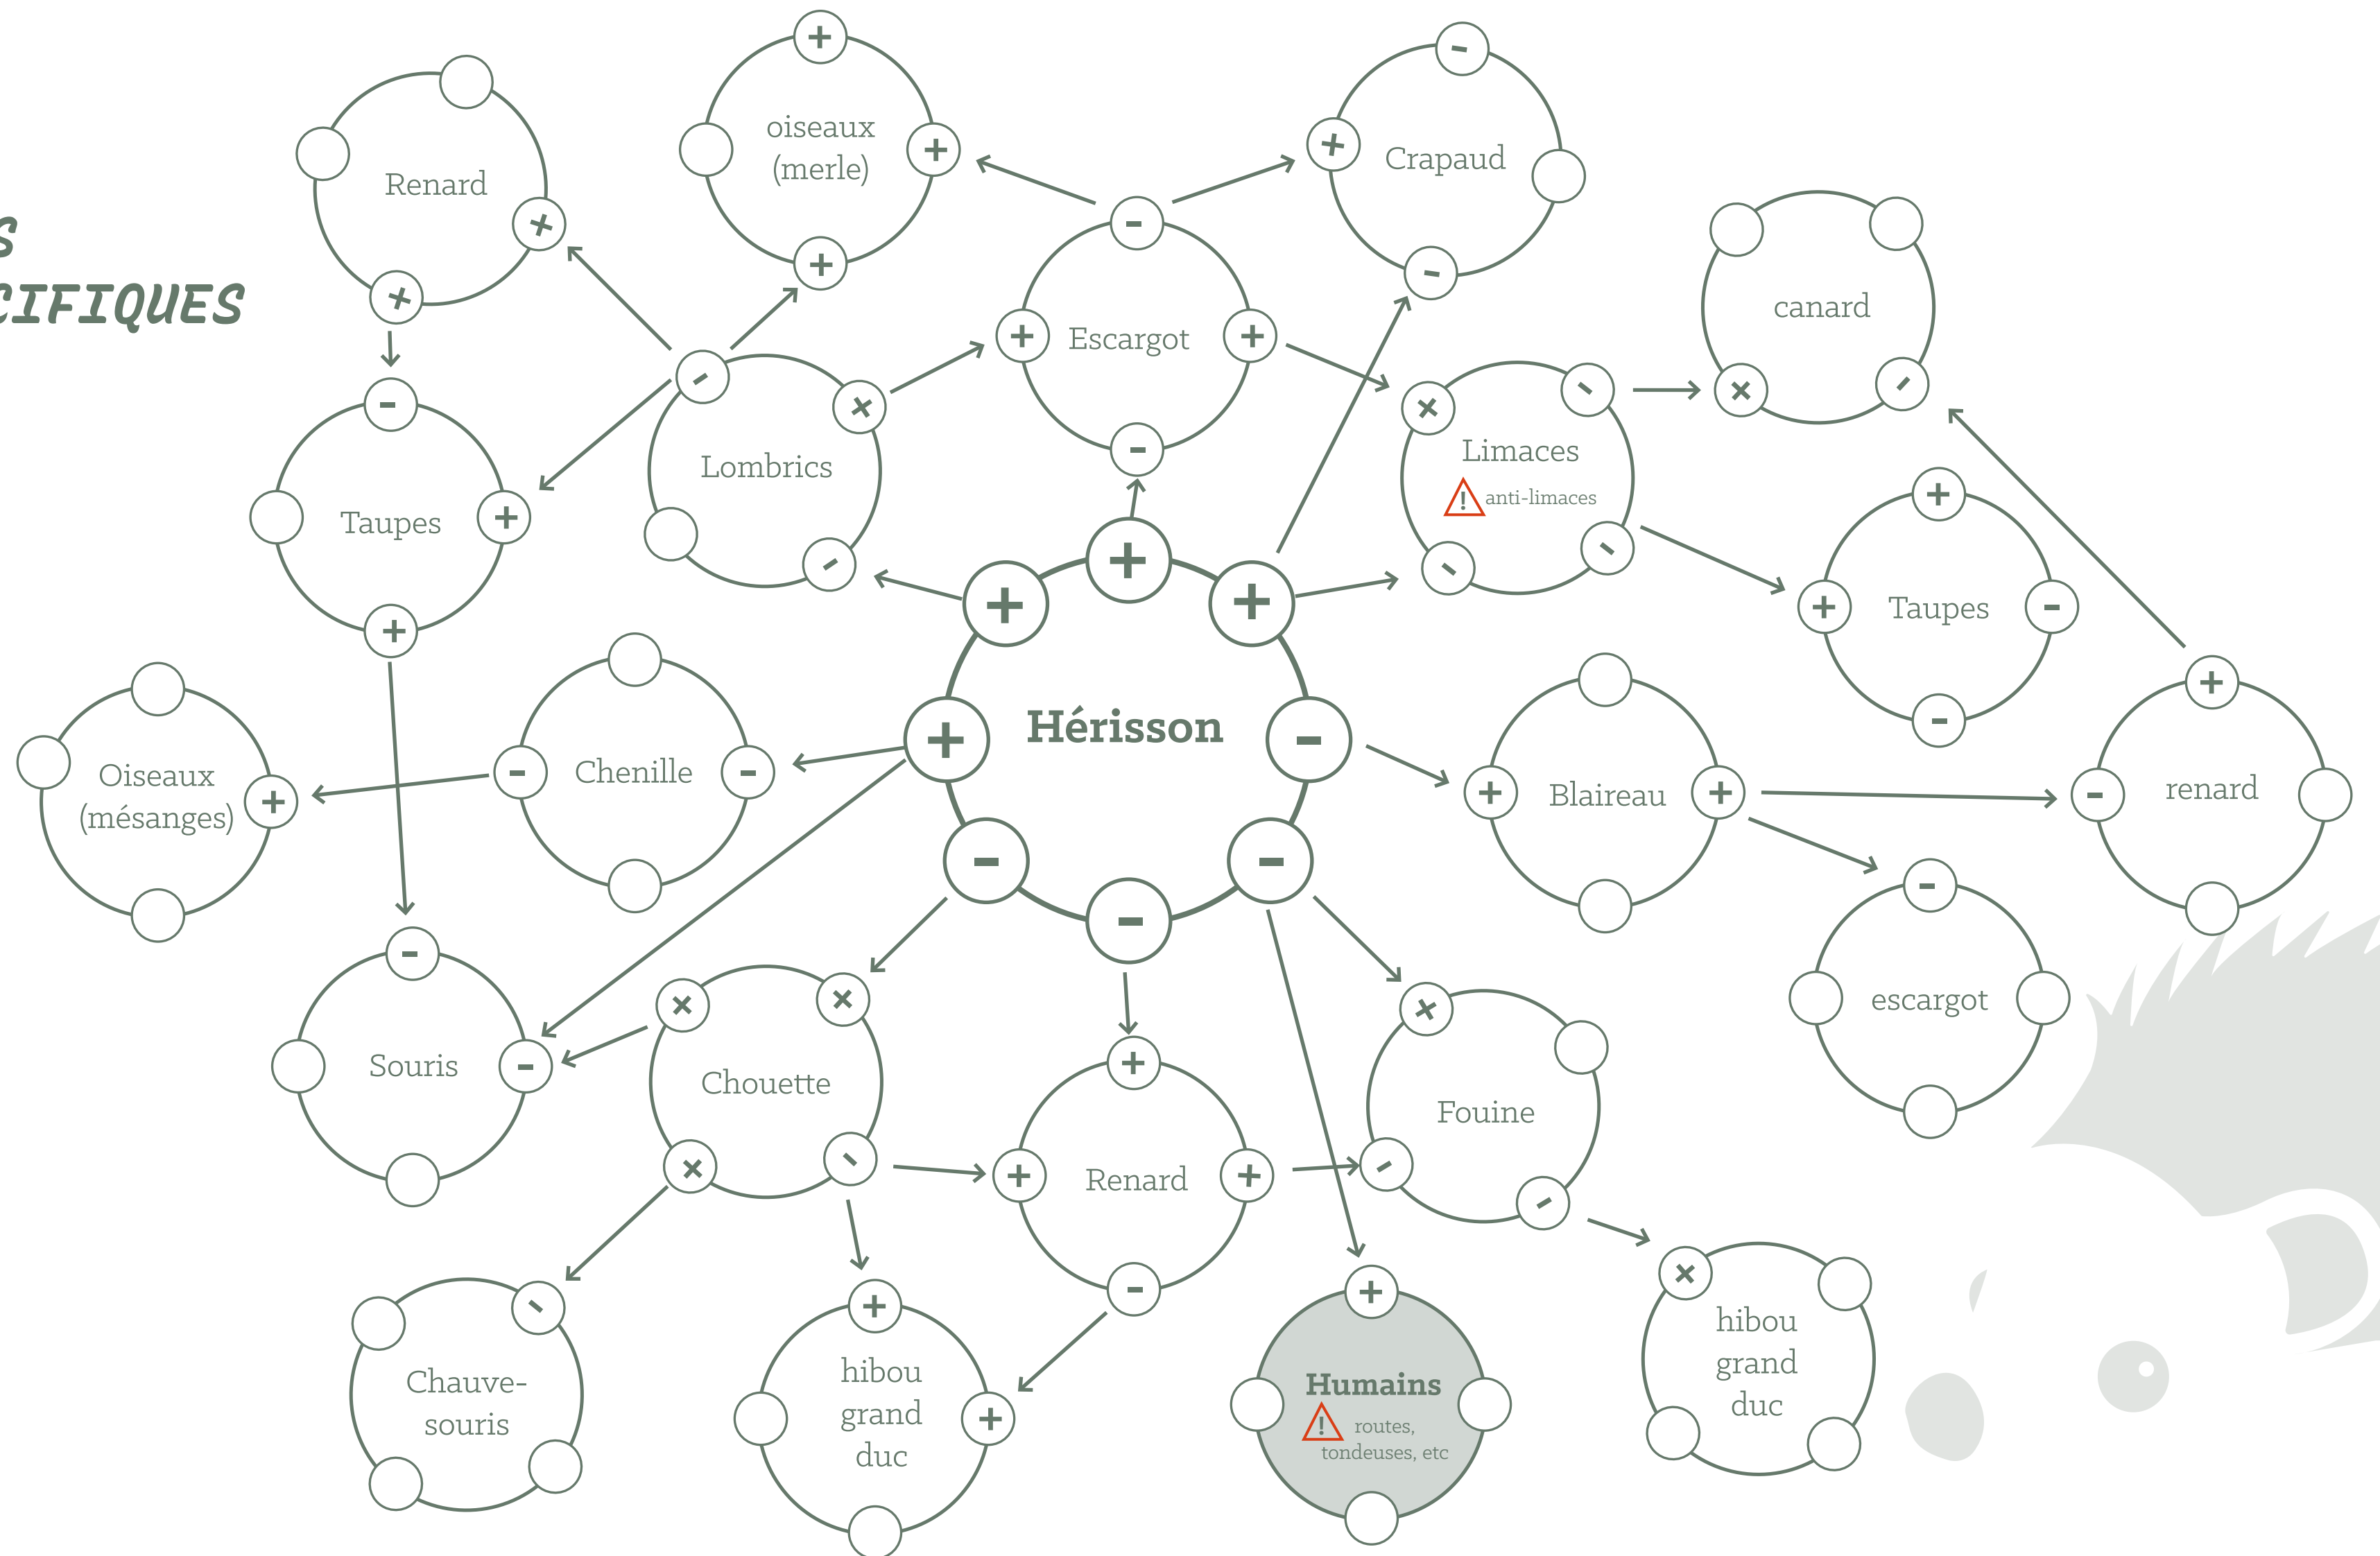 S
CIFIQUES
Renard
oiseaux
(merle)
Crapaud
canard
Escargot
Limaces
anti-limaces
Lombrics
Taupes
Taupes
Hérisson
Oiseaux
(mésanges)
Chenille
Blaireau
renard
escargot
Souris
Chouette
Renard
Fouine
Chauve-
souris
hibou
grand
duc
Humains
routes,
tondeuses, etc
hibou
grand
duc